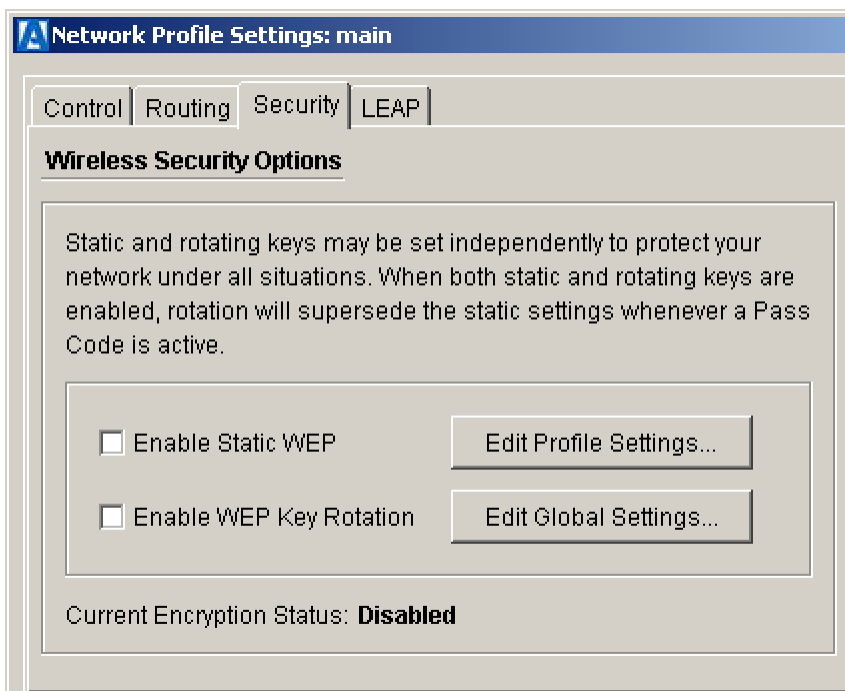 Network Profile Settings: main
Control Routing Security LEAP
Wireless Security Options
Static and rotating keys may be set independently to protect your
network under all situations. When both static and rotating keys are
enabled, rotation will supersede the static settings whenever a Pass
Code is active.
Enable Static WEP Edit Profile Settings...
Enable WEP Key Rotation Edit Global Settings...
Current Encryption Status: Disabled